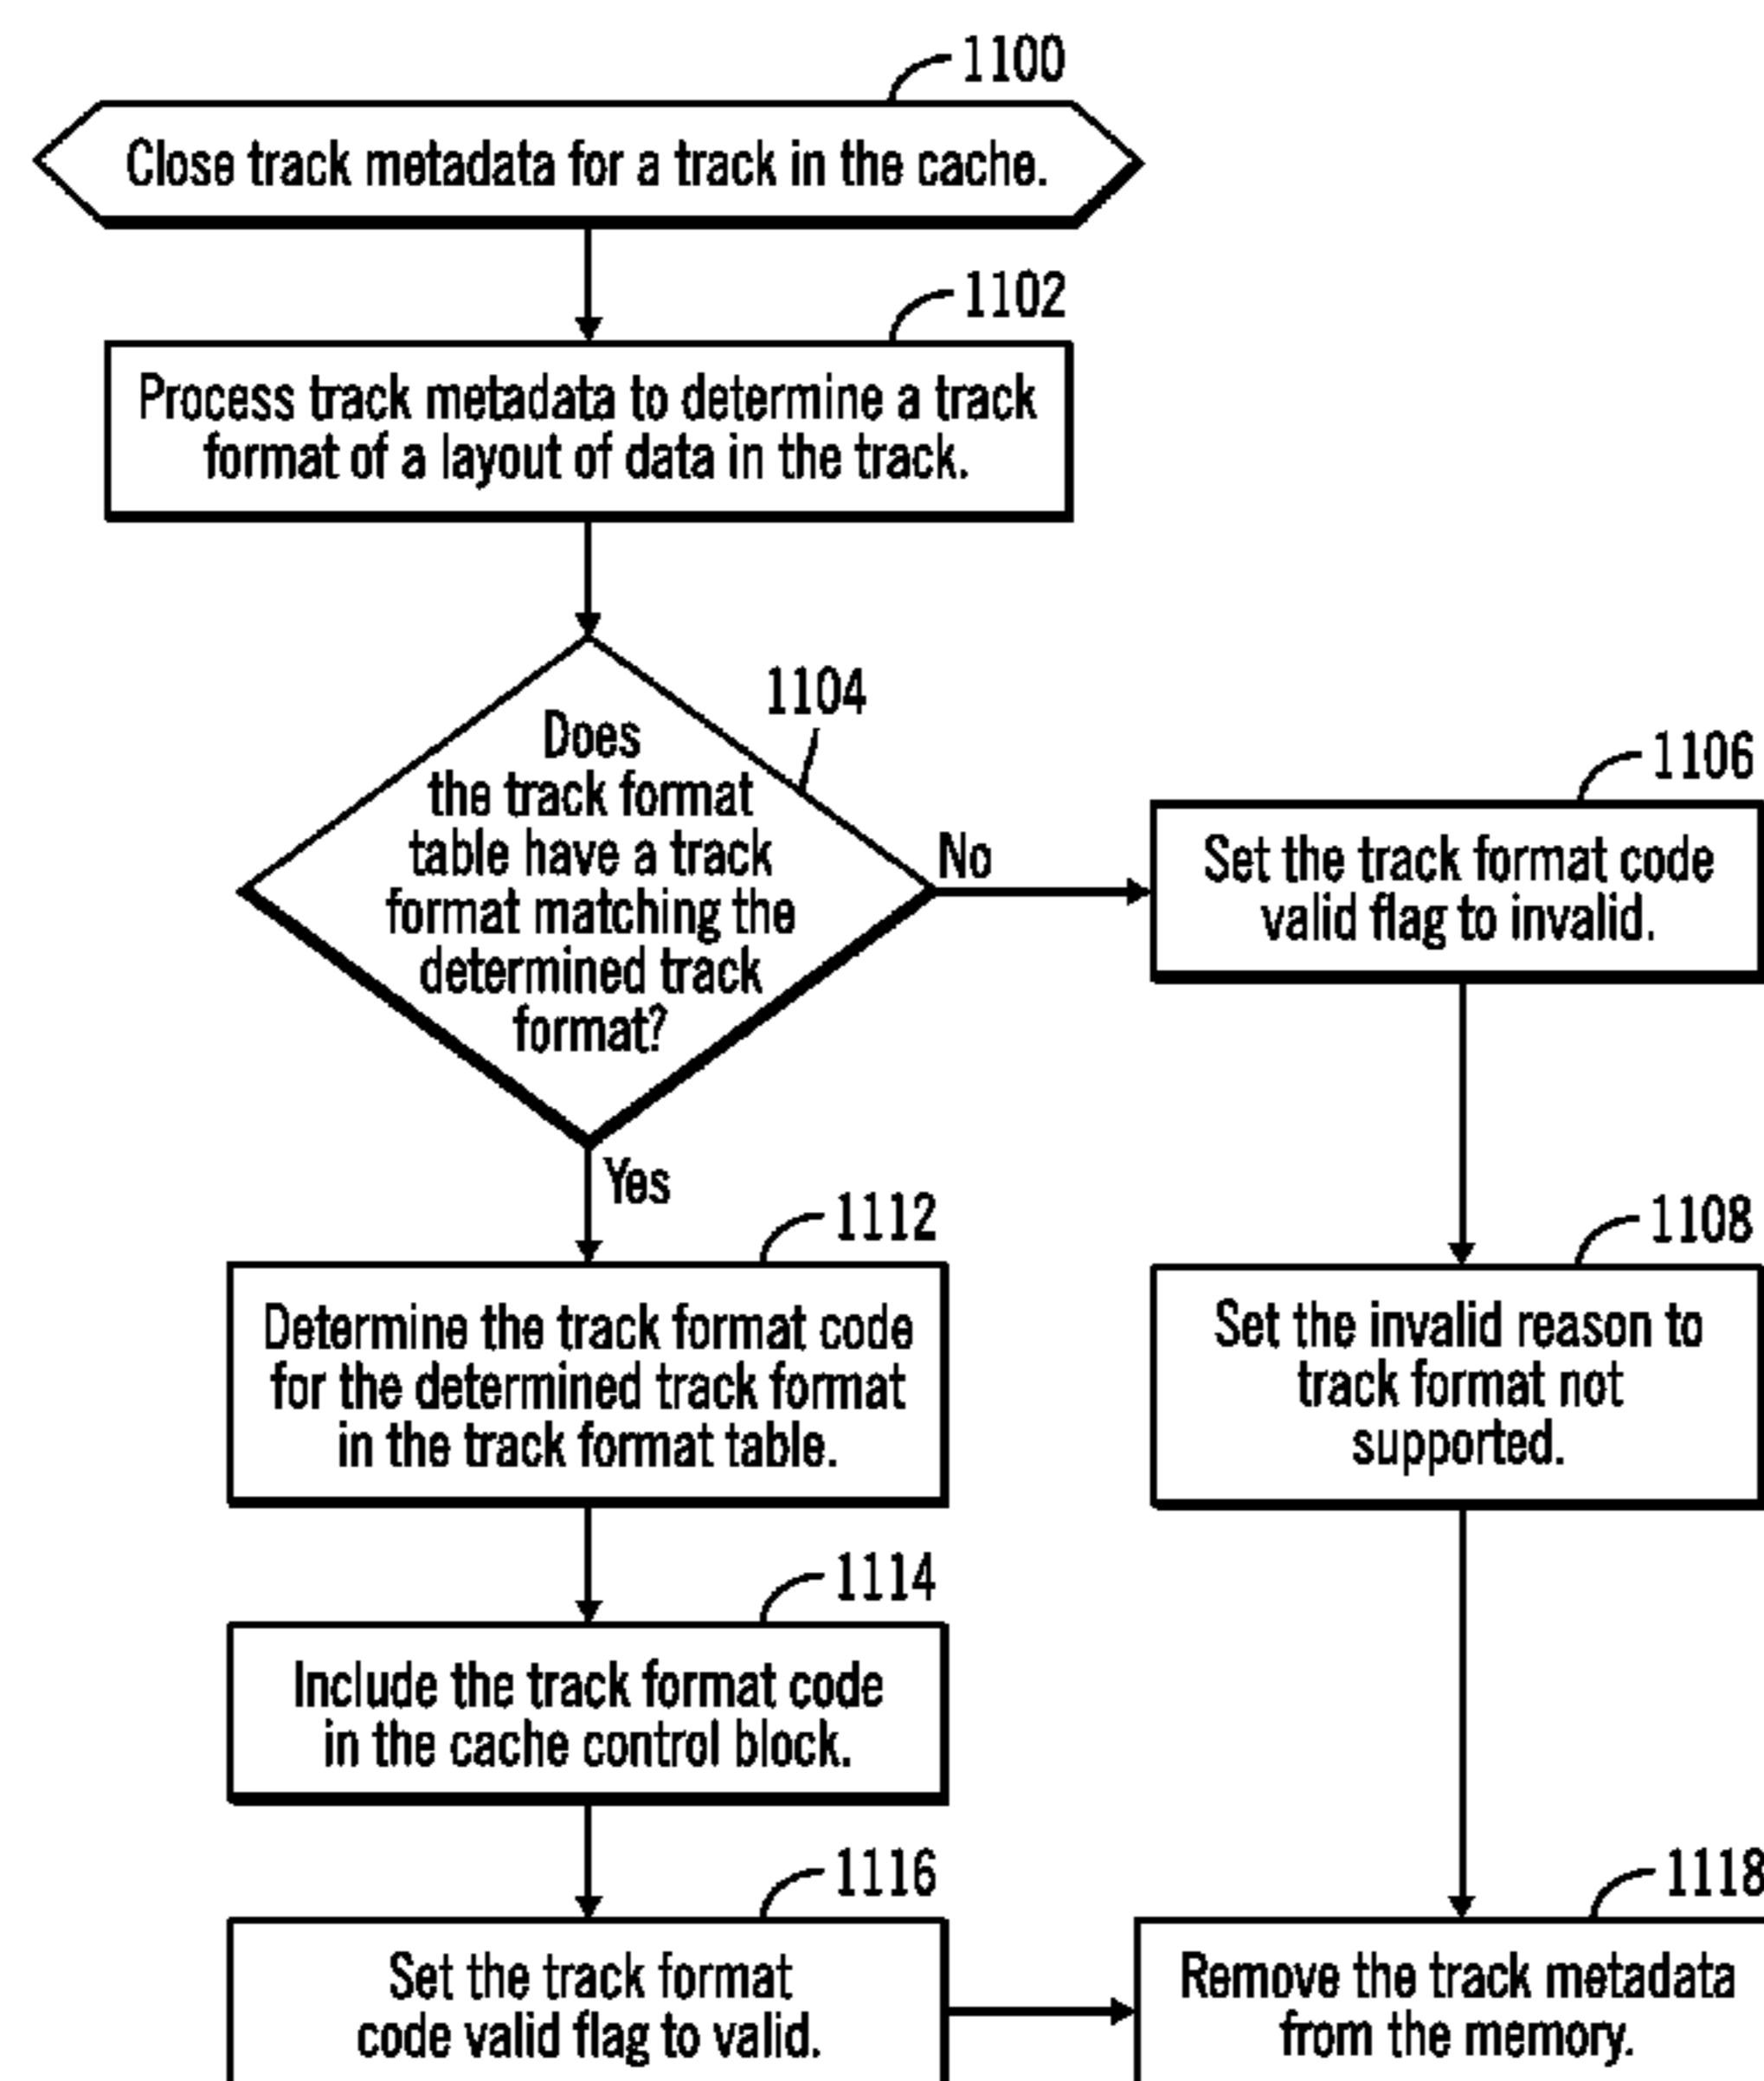 1100
Close track metadata for a track in the cache.
1102
Process track metadata to determine a track
format of a layout of data in the track.
1104
Does
the track format
table have a track
format matching the
determined track
format?
No
1106
Set the track format code
valid flag to invalid.
Yes
1108
Set the invalid reason to
track format not
supported.
1112
Determine the track format code
for the determined track format
in the track format table.
1114
Include the track format code
in the cache control block.
1116
Set the track format
code valid flag to valid.
1118
Remove the track metadata
from the memory.